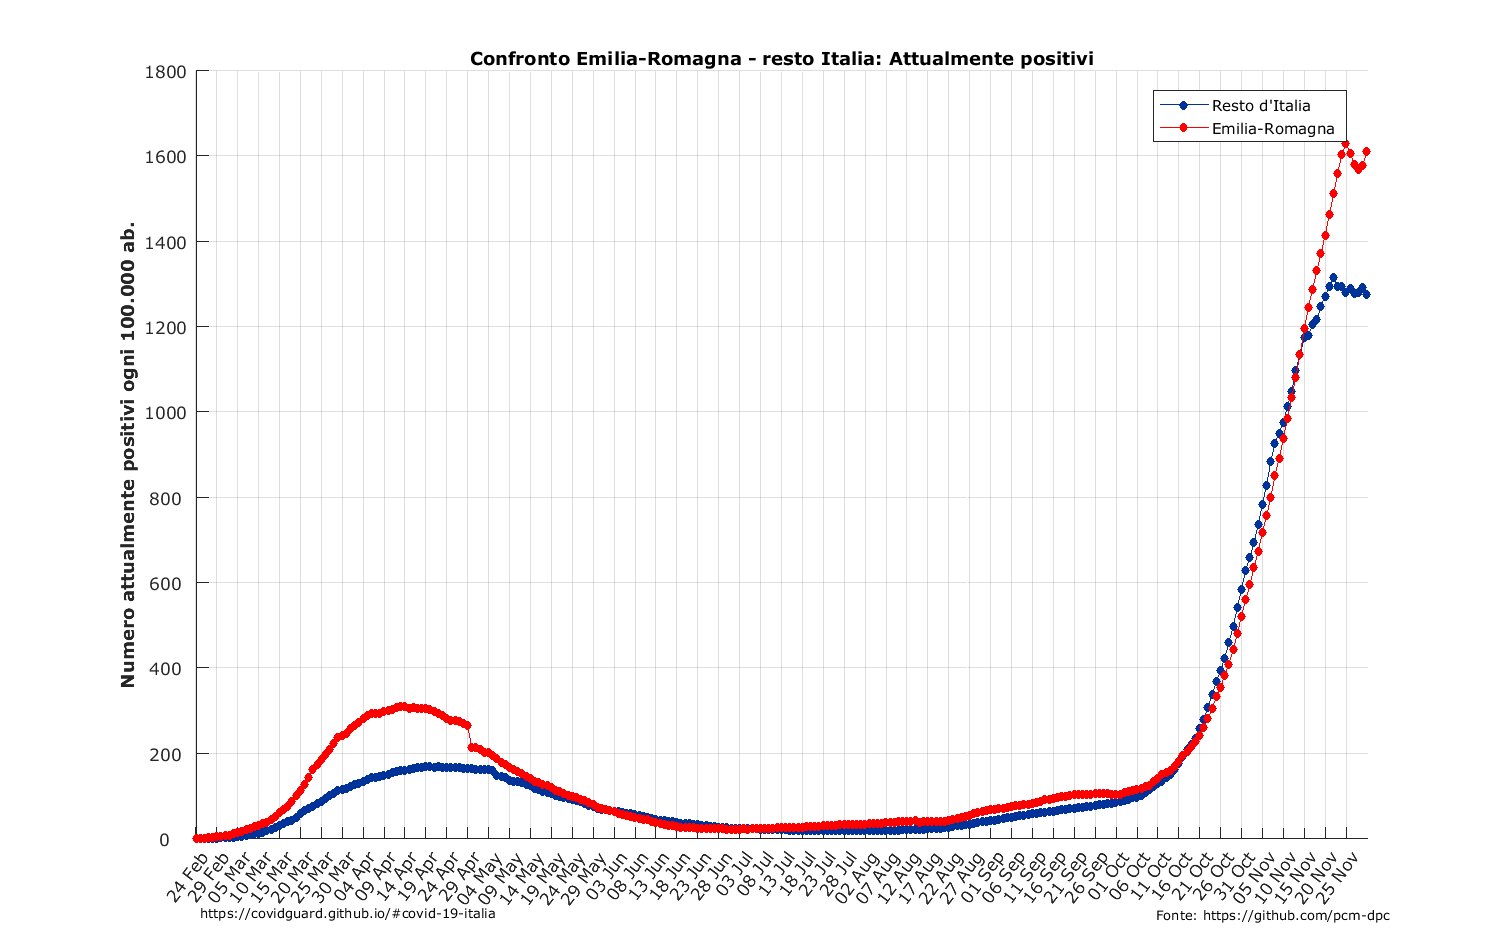 Confronto Emilia-Romagna - resto Italia: Attualmente positivi
Resto d'Italia
Emilia-Romagna
Numero attualmente positivi ogni 100.000 ab.
1800
1600
1400
1200
1000
800
600
400
200
0
24 Feb
29 Feb
05 Mar
10 Mar
15 Mar
20 Mar
25 Mar
30 Mar
04 Apr
09 Apr
14 Apr
19 Apr
24 Apr
29 Apr
04 May
09 May
14 May
19 May
24 May
29 May
03 Jun
08 Jun
13 Jun
18 Jun
23 Jun
28 Jun
03 Jul
08 Jul
13 Jul
18 Jul
23 Jul
28 Jul
02 Aug
07 Aug
12 Aug
17 Aug
22 Aug
27 Aug
01 Sep
06 Sep
11 Sep
16 Sep
21 Sep
26 Sep
01 Oct
06 Oct
11 Oct
16 Oct
21 Oct
26 Oct
31 Oct
05 Nov
10 Nov
15 Nov
20 Nov
25 Nov
https://covidguard.github.io/#covid-19-italia
Fonte: https://github.com/pcm-dpc